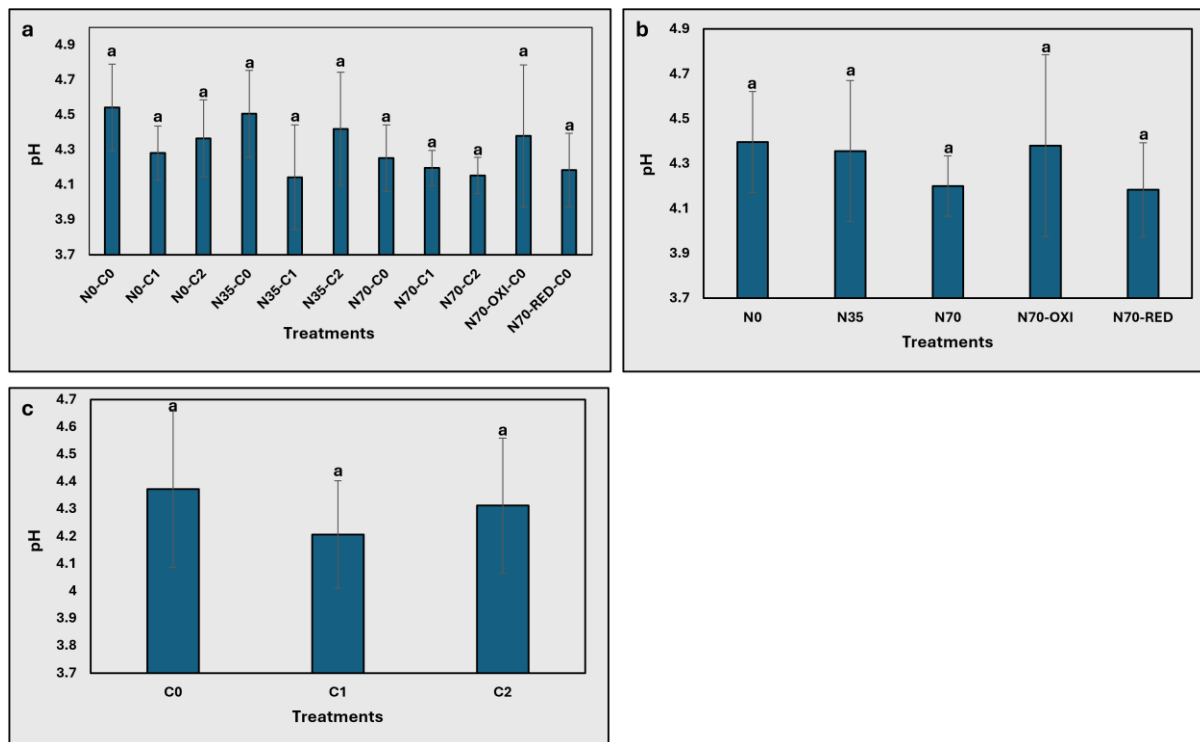 a
4.9
4.7
4.5
4.3
4.1
3.9
3.7
pH
a
a
a
a
a
a
a
a
a
a
a
N0-C0
N0-C1
N0-C2
N35-C0
N35-C1
N35-C2
N70-C0
N70-C1
N70-C2
N70-OXI-C0
N70-RED-C0
Treatments
b
4.9
4.7
4.5
4.3
4.1
3.9
3.7
pH
a
a
a
a
a
N0 N35 N70 N70-OXI N70-RED
Treatments
c
4.7
4.6
4.5
4.4
4.3
4.2
4.1
4
3.9
3.8
3.7
pH
a
a
a
C0 C1 C2
Treatments